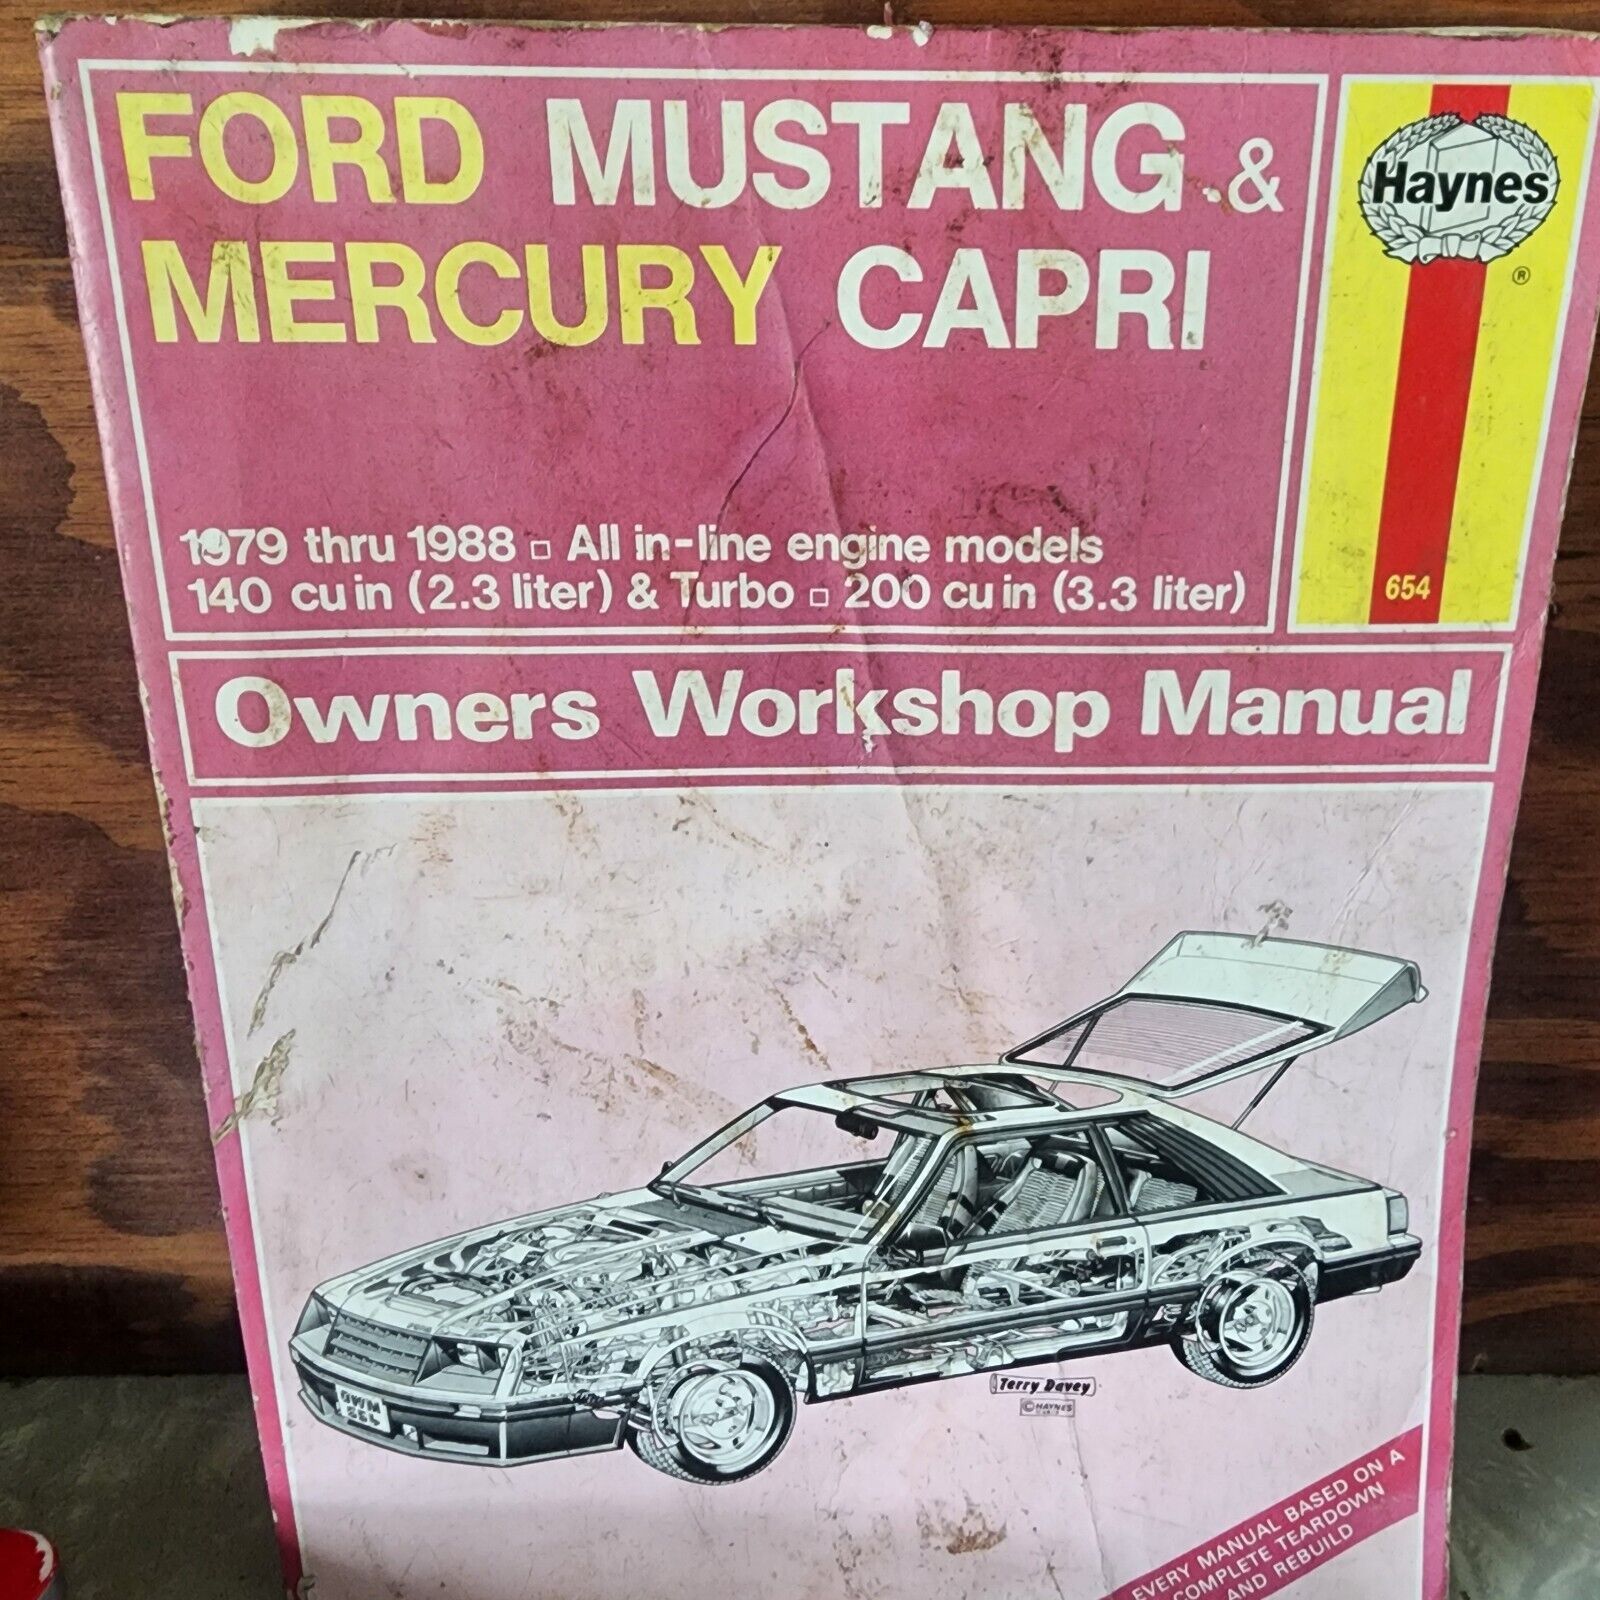 FORD MUSTANG &
MERCURY CAPRI
Haynes
®
1979 thru 1988 □ All in-line engine models
140 cu in (2.3 liter) & Turbo □ 200 cu in (3.3 liter)
654
Owners Workshop Manual
Terry Davey
© HAYNES
EVERY MANUAL BASED ON A
COMPLETE TEARDOWN
AND REBUILD